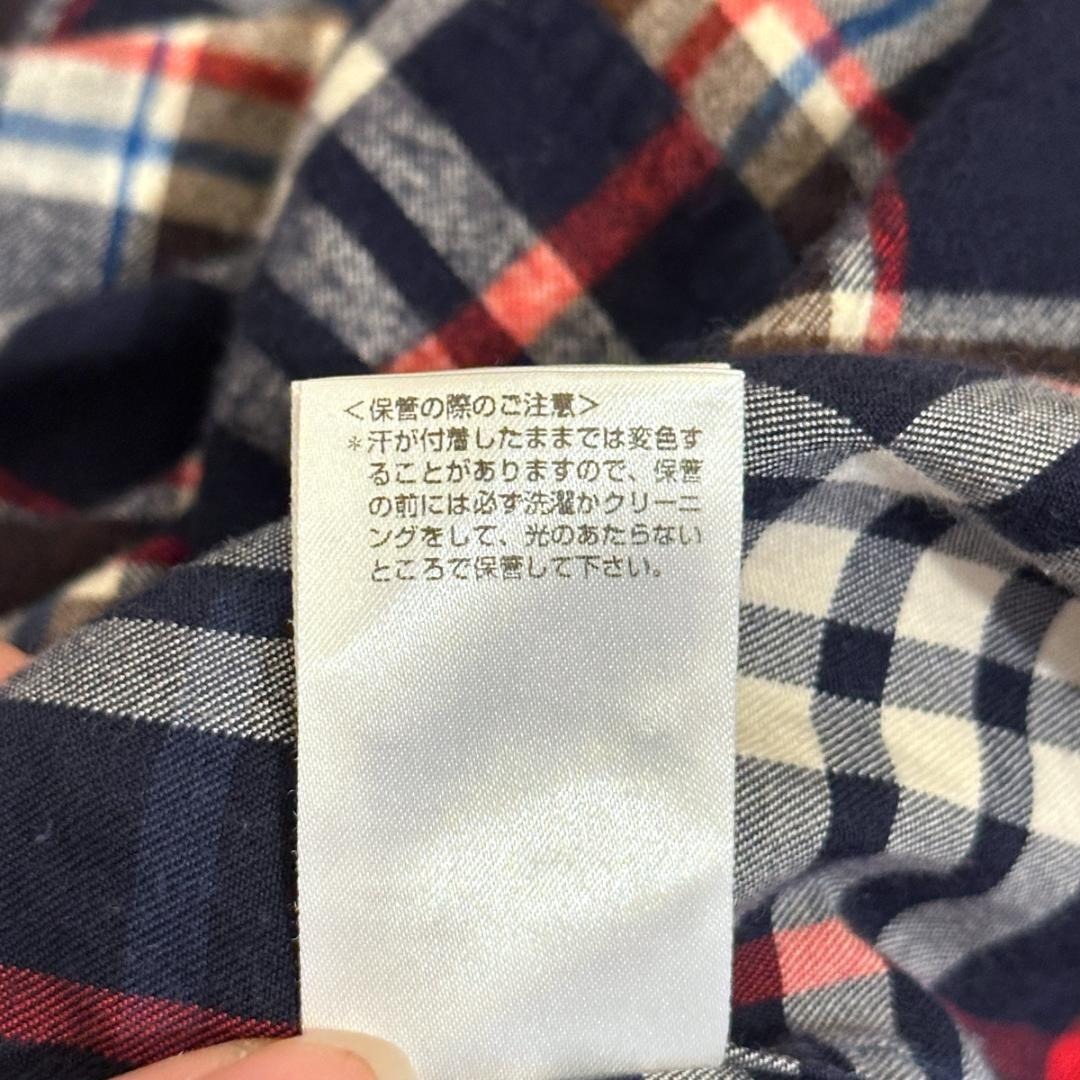 ＜保管の際のご注意＞
＊汗が付着したままでは変色す
ることがありますので、保管
の前には必ず洗濯かクリーニ
ングをして、光のあたらない
ところで保管して下さい。